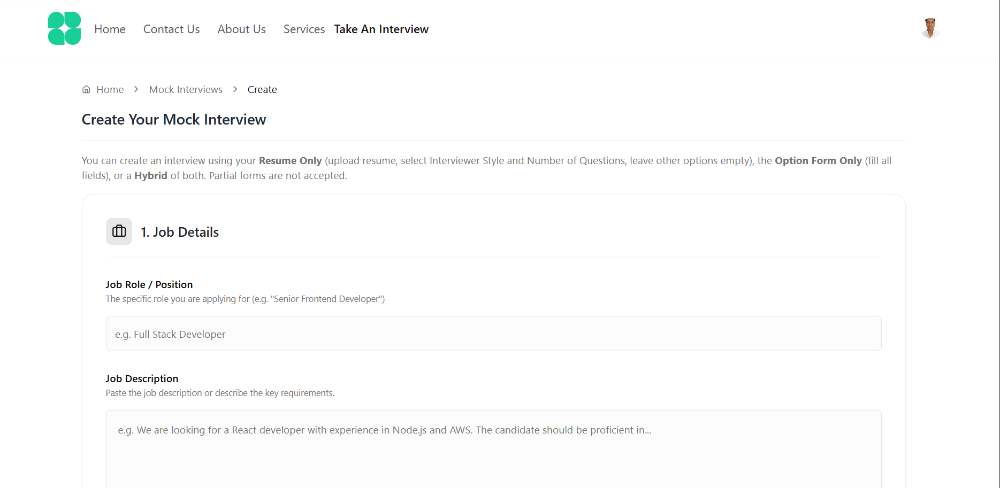 Home Contact Us About Us Services Take An Interview
Home > Mock Interviews > Create
Create Your Mock Interview
You can create an interview using your Resume Only (upload resume, select Interviewer Style and Number of Questions, leave other options empty), the Option Form Only (fill all
fields), or a Hybrid of both. Partial forms are not accepted.
1. Job Details
Job Role / Position
The specific role you are applying for (e.g. "Senior Frontend Developer")
e.g. Full Stack Developer
Job Description
Paste the job description or describe the key requirements.
e.g. We are looking for a React developer with experience in Node.js and AWS. The candidate should be proficient in...